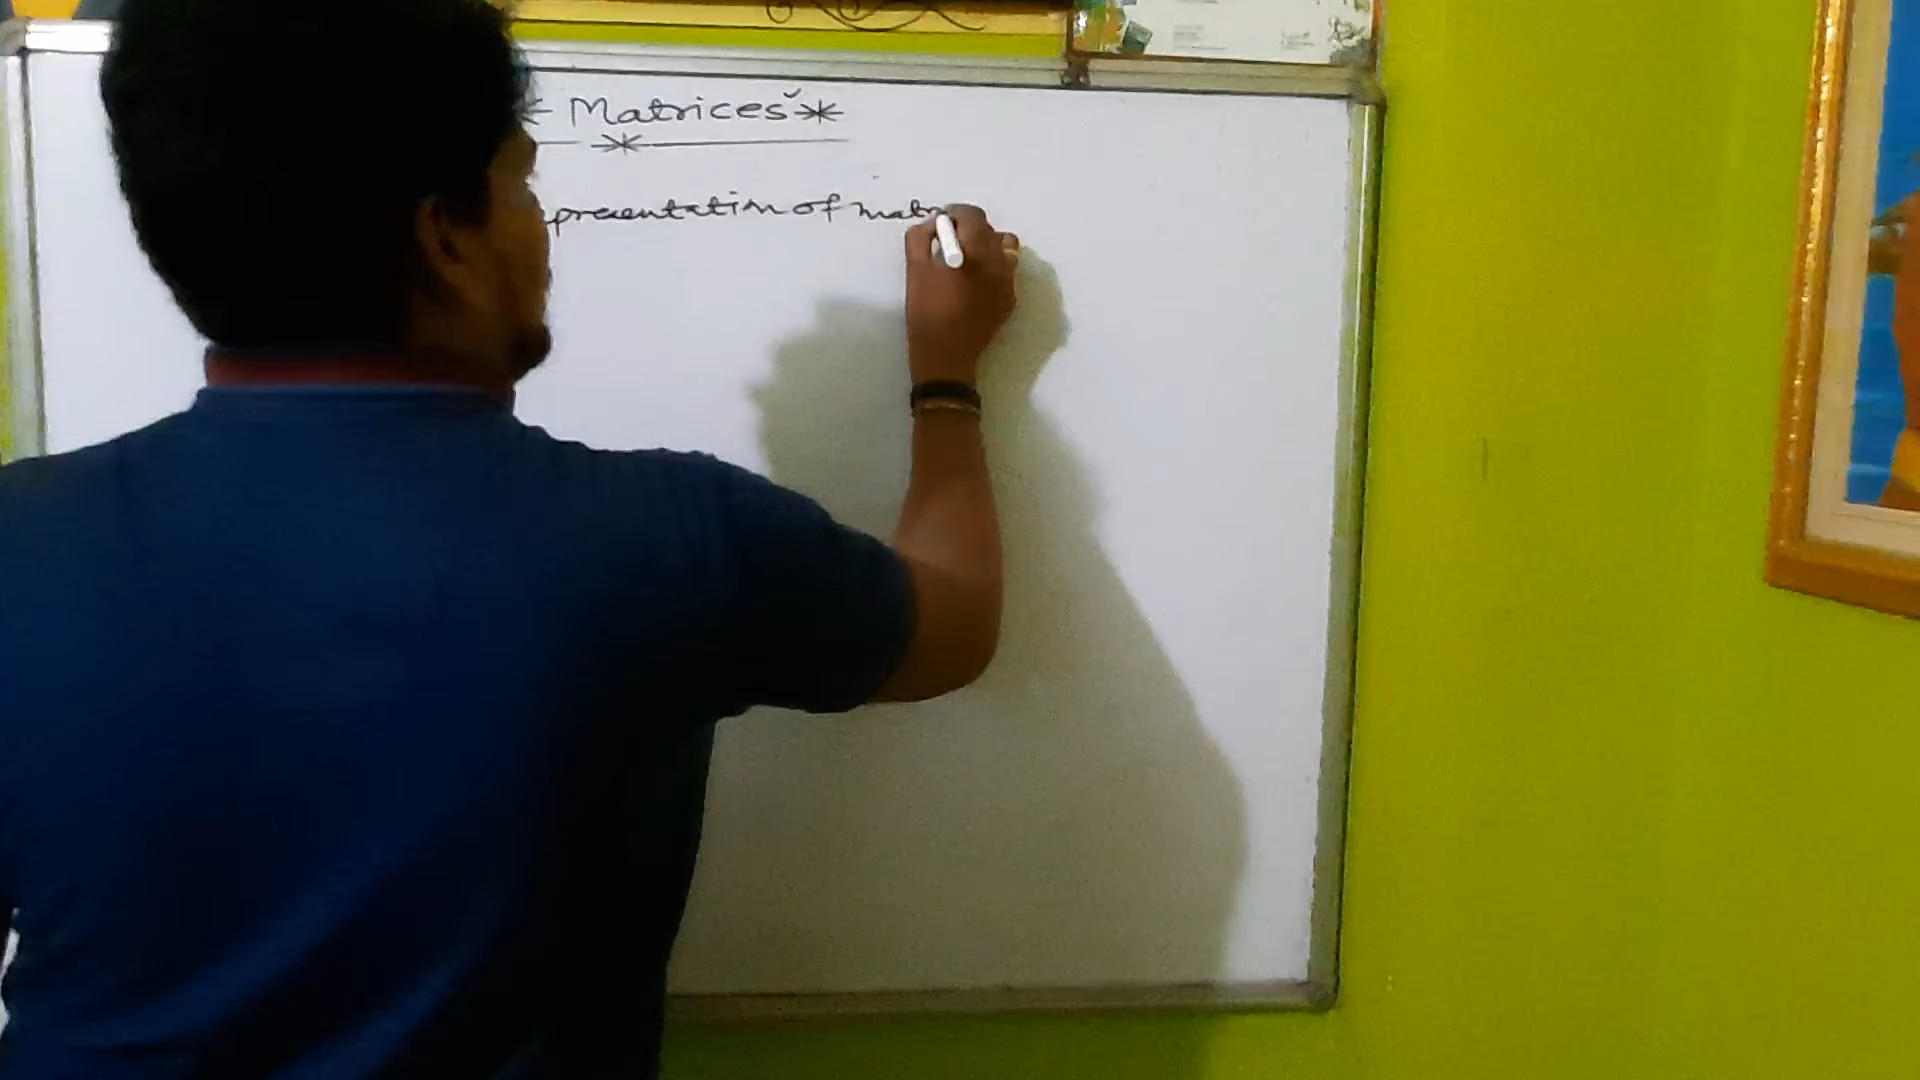 * Matrices *
presentation of matr